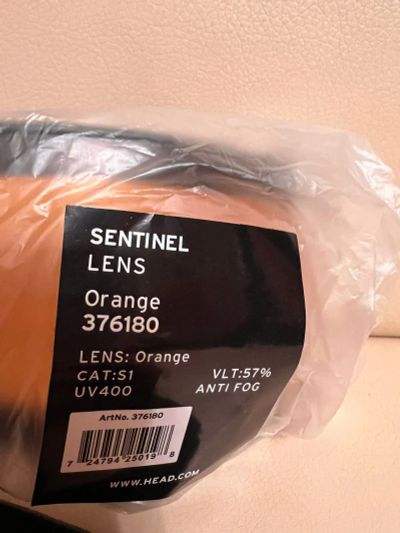 SENTINEL
LENS
Orange
376180
LENS: Orange
CAT:S1 VLT:57%
UV400 ANTI FOG
ArtNo. 376180
7 24794 25019 8
WWW.HEAD.COM